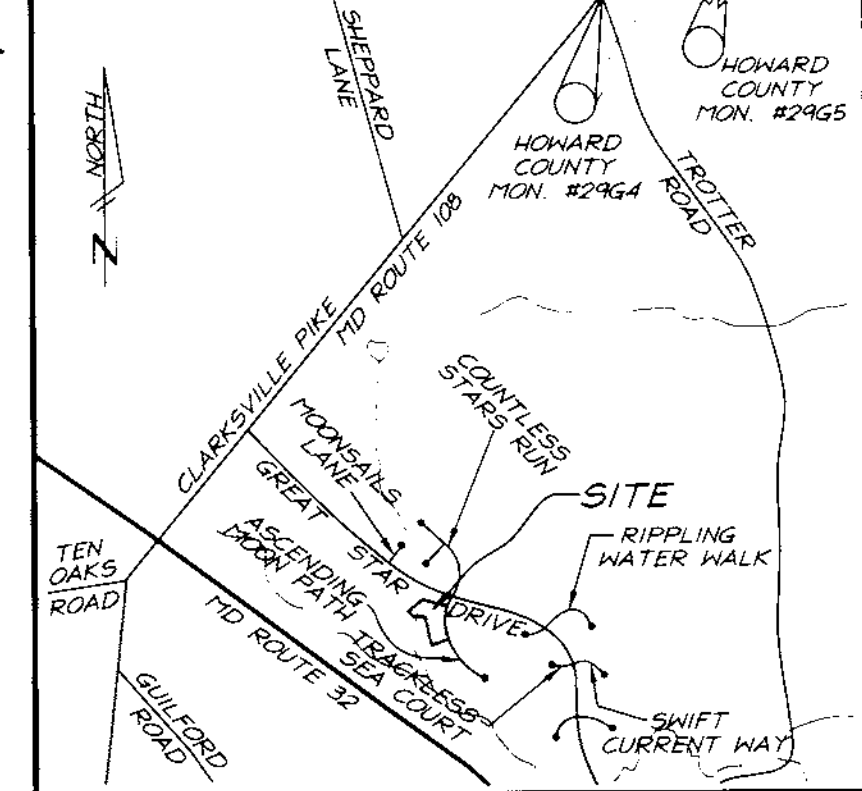 SHEPPARD
LANE
NORTH
N
HOWARD
COUNTY
MON. #29G5
HOWARD
COUNTY
MON. #29G4
TROTTER
ROAD
CLARKSVILLE PIKE
MD ROUTE 108
COUNTLESS
STARS RUN
MOONSAILS
LANE
GREAT STAR DRIVE
SITE
ASCENDING
MOON PATH
RIPPLING
WATER WALK
TEN
OAKS
ROAD
MD ROUTE 32
TRACKLESS
SEA COURT
GUILFORD
ROAD
SWIFT
CURRENT WAY